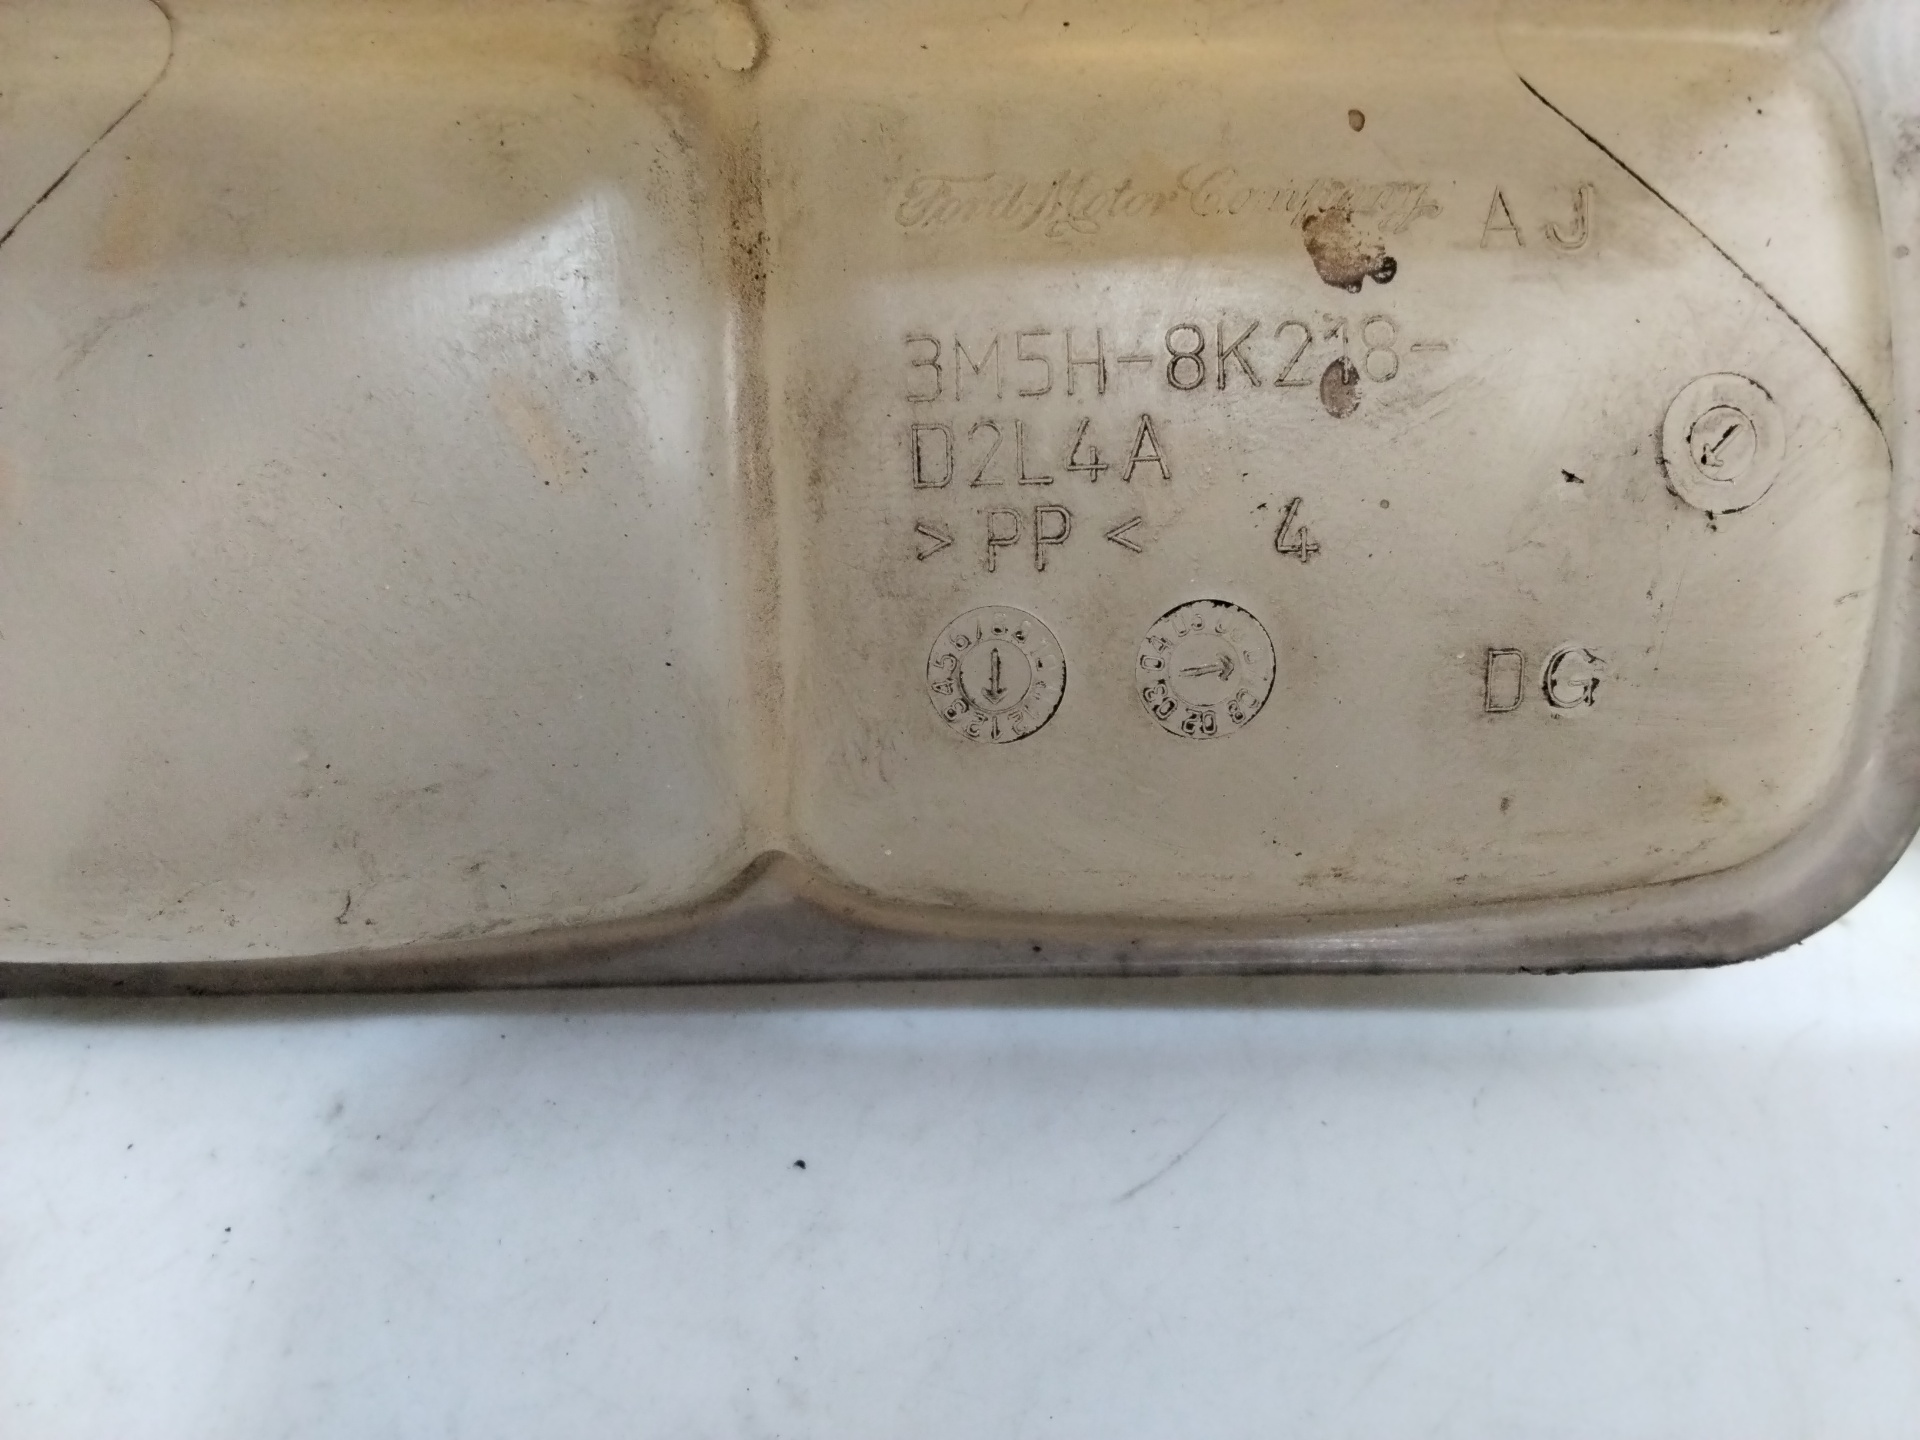 Ford Motor Company AJ
3M5H-8K218-
D2L4A
>PP< 4
DG